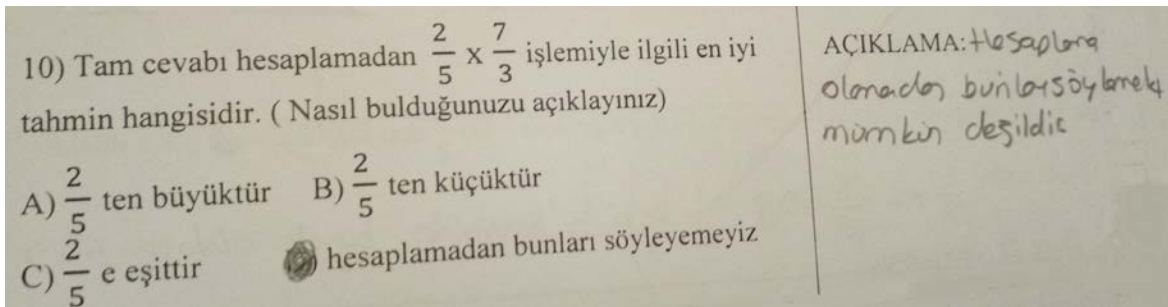 10) Tam cevabı hesaplamadan 2/5 x 7/3 işlemiyle ilgili en iyi
tahmin hangisidir. ( Nasıl bulduğunuzu açıklayınız)
A) 2/5 ten büyüktür B) 2/5 ten küçüktür
C) 2/5 e eşittir ) hesaplamadan bunları söyleyemeyiz
AÇIKLAMA: Hesaplama
olmadan bunları söylemek
mümkün değildir